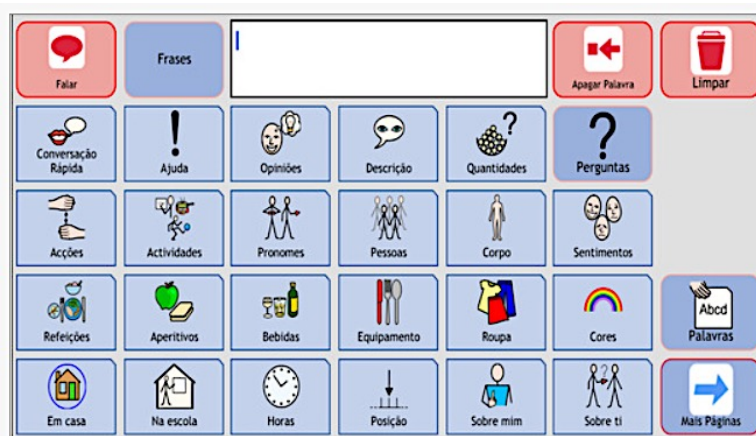 Falar
Frases
Apagar Palavra
Limpar
Conversação
Rápida
!
Ajuda
Opiniões
Descrição
?
Quantidades
?
Perguntas
Acções
Actividades
Pronomes
Pessoas
Corpo
Sentimentos
Refeições
Aperitivos
Bebidas
Equipamento
Roupa
Cores
Abcd
Palavras
Em casa
Na escola
Horas
Posição
Sobre mim
?
Sobre ti
Mais Páginas